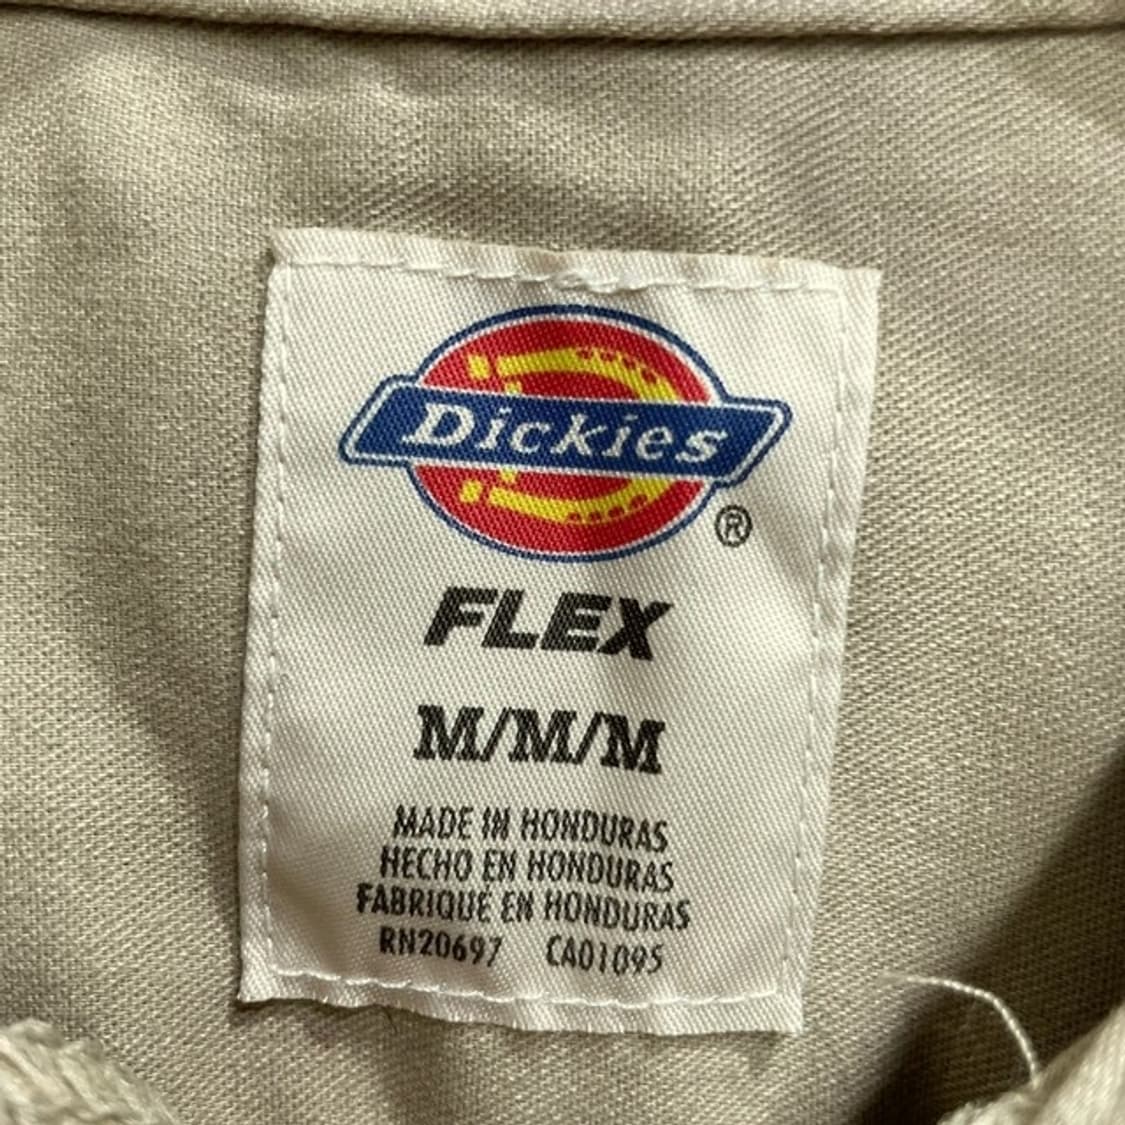 Dickies
®
FLEX
M/M/M
MADE IN HONDURAS
HECHO EN HONDURAS
FABRIQUÉ EN HONDURAS
RN20697 CA01095